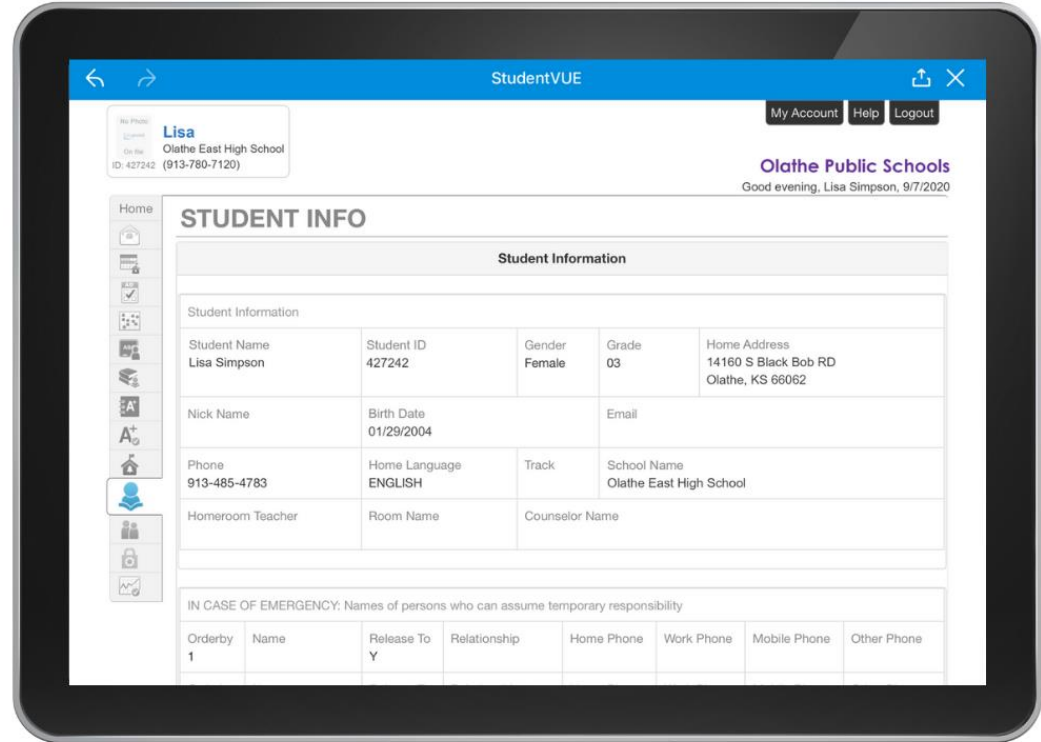 StudentVUE
My Account Help Logout
No Photo
On file
Lisa
Olathe East High School
ID: 427242 (913-780-7120)
Olathe Public Schools
Good evening, Lisa Simpson, 9/7/2020
Home
STUDENT INFO
Student Information
Student Information
Student Name Student ID Gender Grade Home Address
Lisa Simpson 427242 Female 03 14160 S Black Bob RD
Olathe, KS 66062
Nick Name Birth Date Email
01/29/2004
Phone Home Language Track School Name
913-485-4783 ENGLISH Olathe East High School
Homeroom Teacher Room Name Counselor Name
IN CASE OF EMERGENCY: Names of persons who can assume temporary responsibility
Orderby Name Release To Relationship Home Phone Work Phone Mobile Phone Other Phone
1 Y